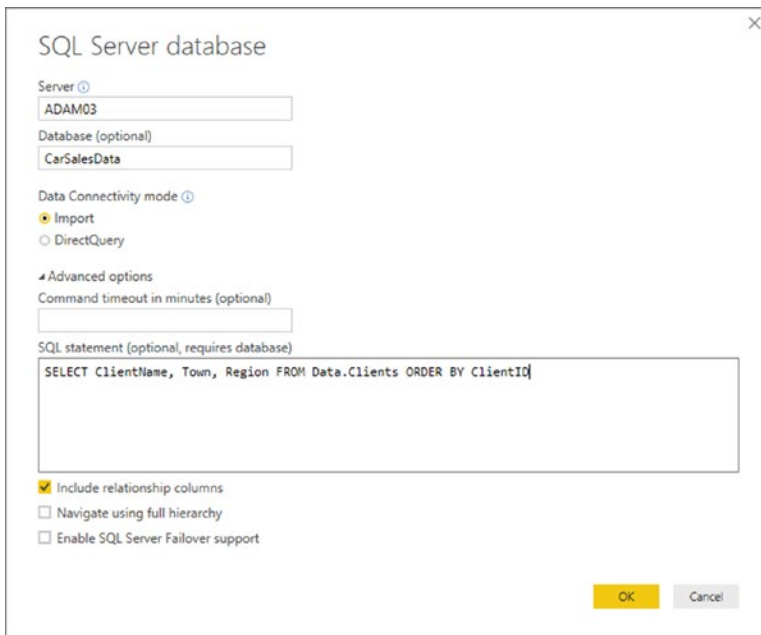 SQL Server database
Server
ADAM03
Database (optional)
CarSalesData
Data Connectivity mode
Import
DirectQuery
Advanced options
Command timeout in minutes (optional)
SQL statement (optional, requires database)
SELECT ClientName, Town, Region FROM Data.Clients ORDER BY ClientID
Include relationship columns
Navigate using full hierarchy
Enable SQL Server Failover support
OK Cancel